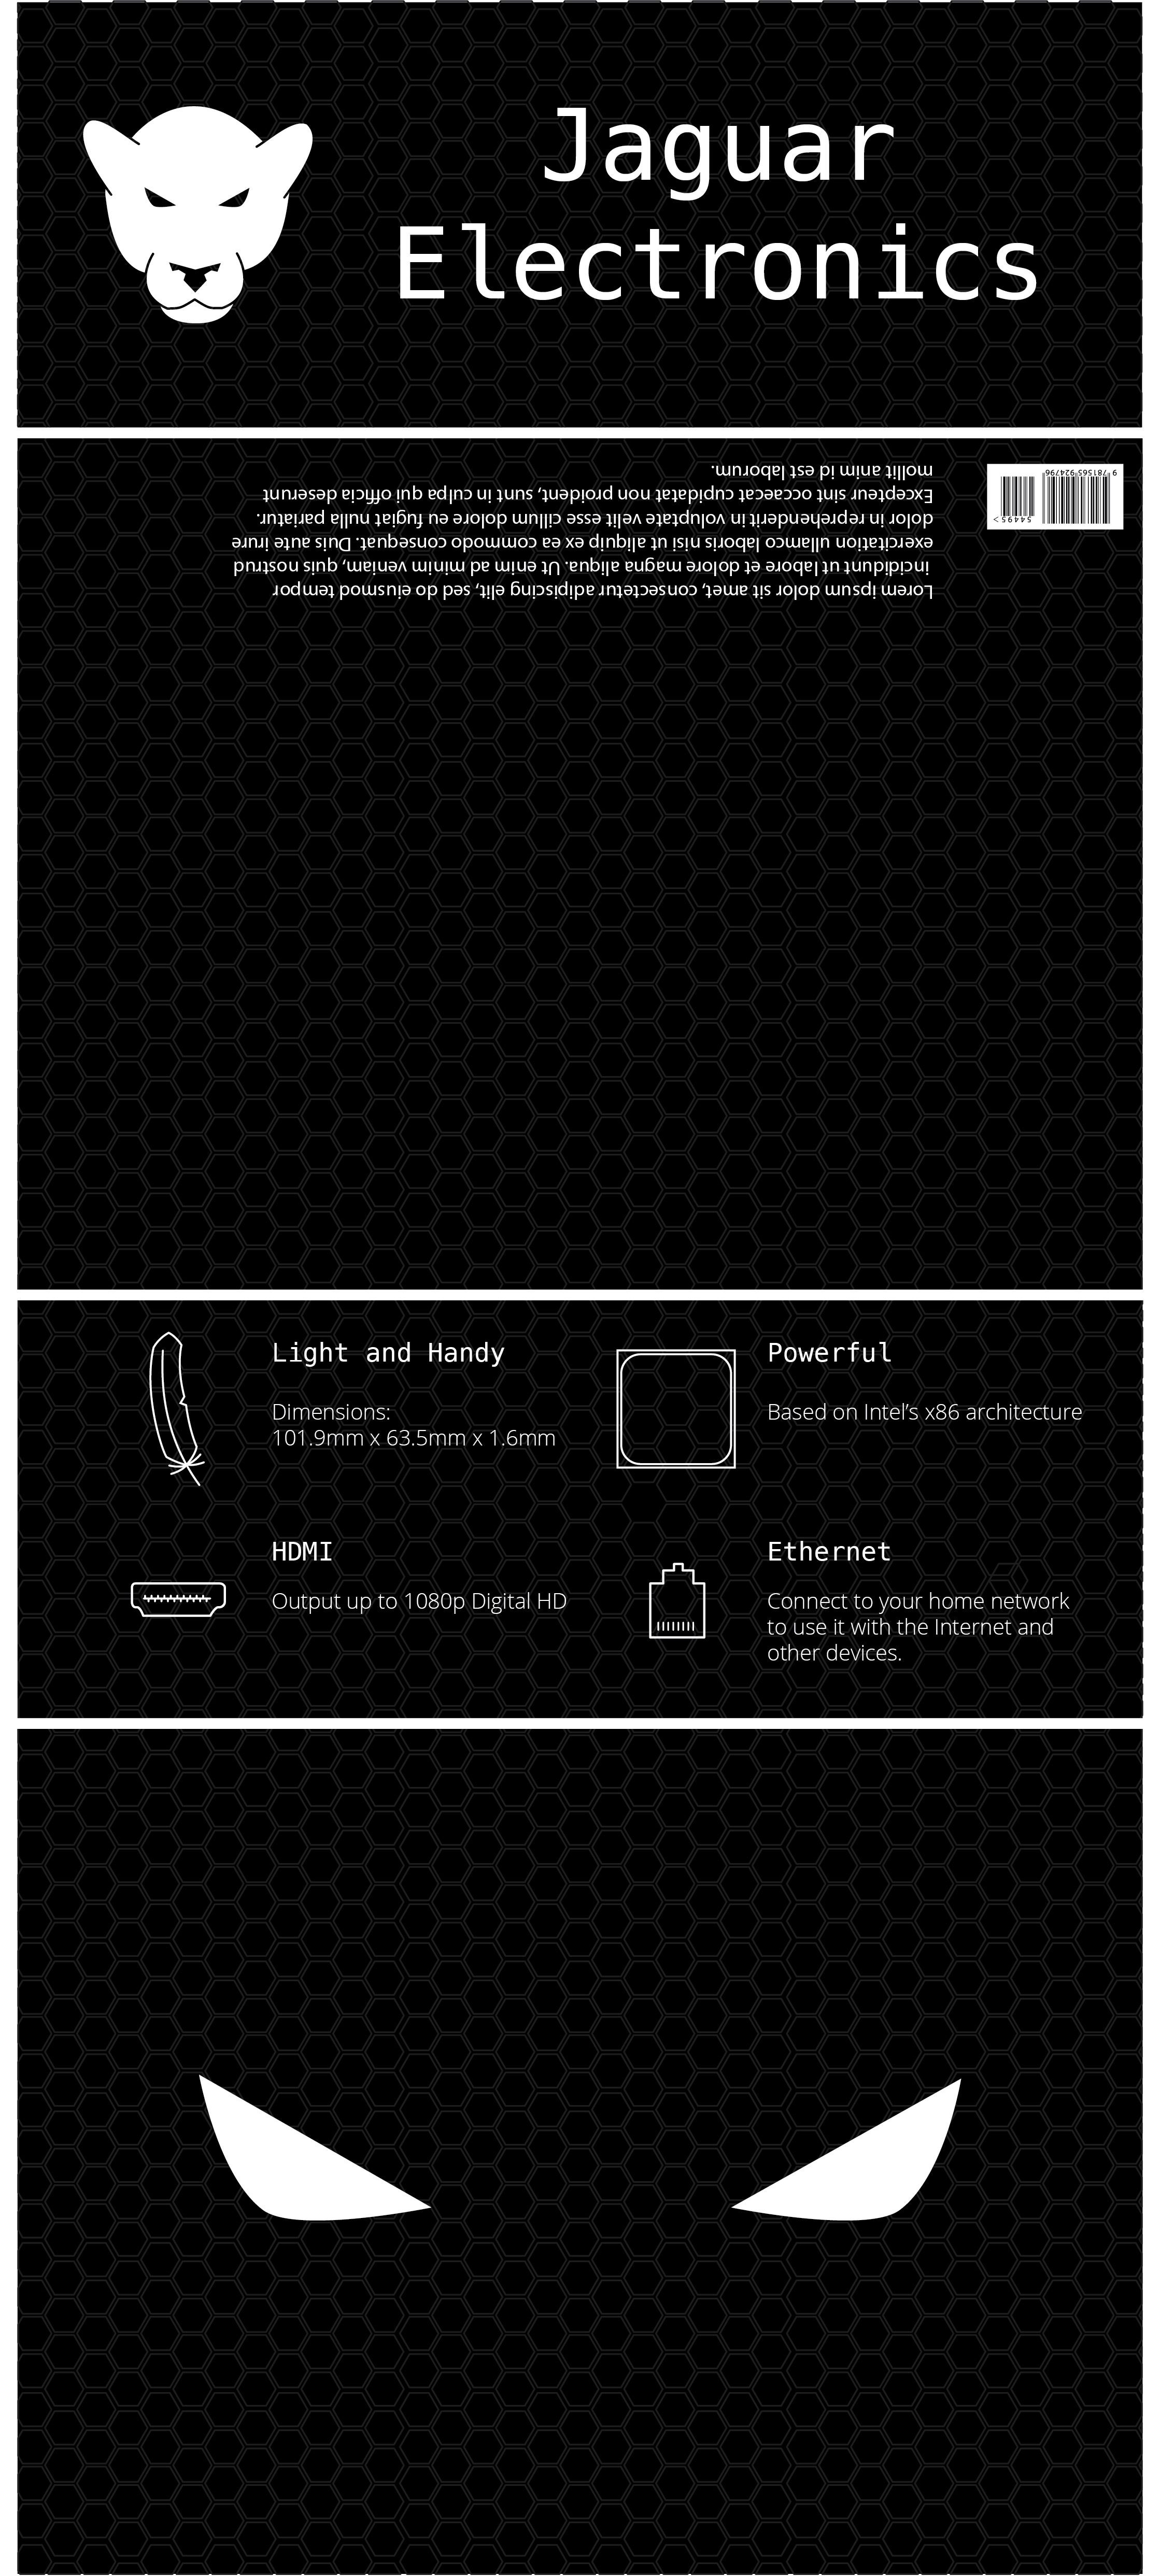 Jaguar
Electronics
Lorem ipsum dolor sit amet, consectetur adipiscing elit, sed do eiusmod tempor
incididunt ut labore et dolore magna aliqua. Ut enim ad minim veniam, quis nostrud
exercitation ullamco laboris nisi ut aliquip ex ea commodo consequat. Duis aute irure
dolor in reprehenderit in voluptate velit esse cillum dolore eu fugiat nulla pariatur.
Excepteur sint occaecat cupidatat non proident, sunt in culpa qui officia deserunt
mollit anim id est laborum.
54495>
9 781565 924796
Light and Handy
Dimensions:
101.9mm x 63.5mm x 1.6mm
Powerful
Based on Intel’s x86 architecture
HDMI
Output up to 1080p Digital HD
Ethernet
Connect to your home network
to use it with the Internet and
other devices.